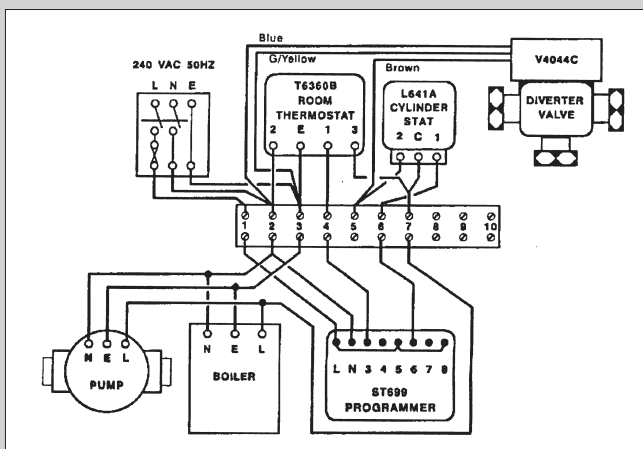 Blue
G/Yellow
Brown
V4044C
DIVERTER
VALVE
240 VAC 50HZ
L N E
T6360B
ROOM
THERMOSTAT
2 E 1 3
L641A
CYLINDER
STAT
2 C 1
1 2 3 4 5 6 7 8 9 10
N E L
PUMP
N E L
BOILER
L N 3 4 5 6 7 8
ST699
PROGRAMMER